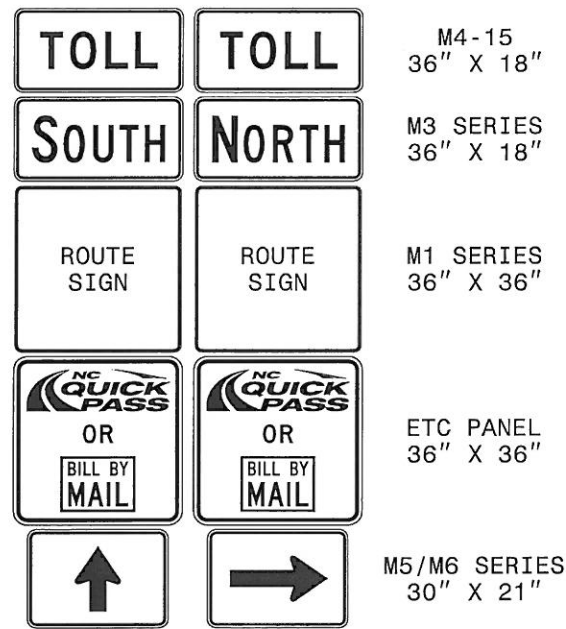 TOLL TOLL M4-15
36" X 18"
SOUTH NORTH M3 SERIES
36" X 18"
ROUTE SIGN ROUTE SIGN M1 SERIES
36" X 36"
NC QUICK PASS NC QUICK PASS
OR OR ETC PANEL
36" X 36"
BILL BY MAIL BILL BY MAIL
M5/M6 SERIES
30" X 21"